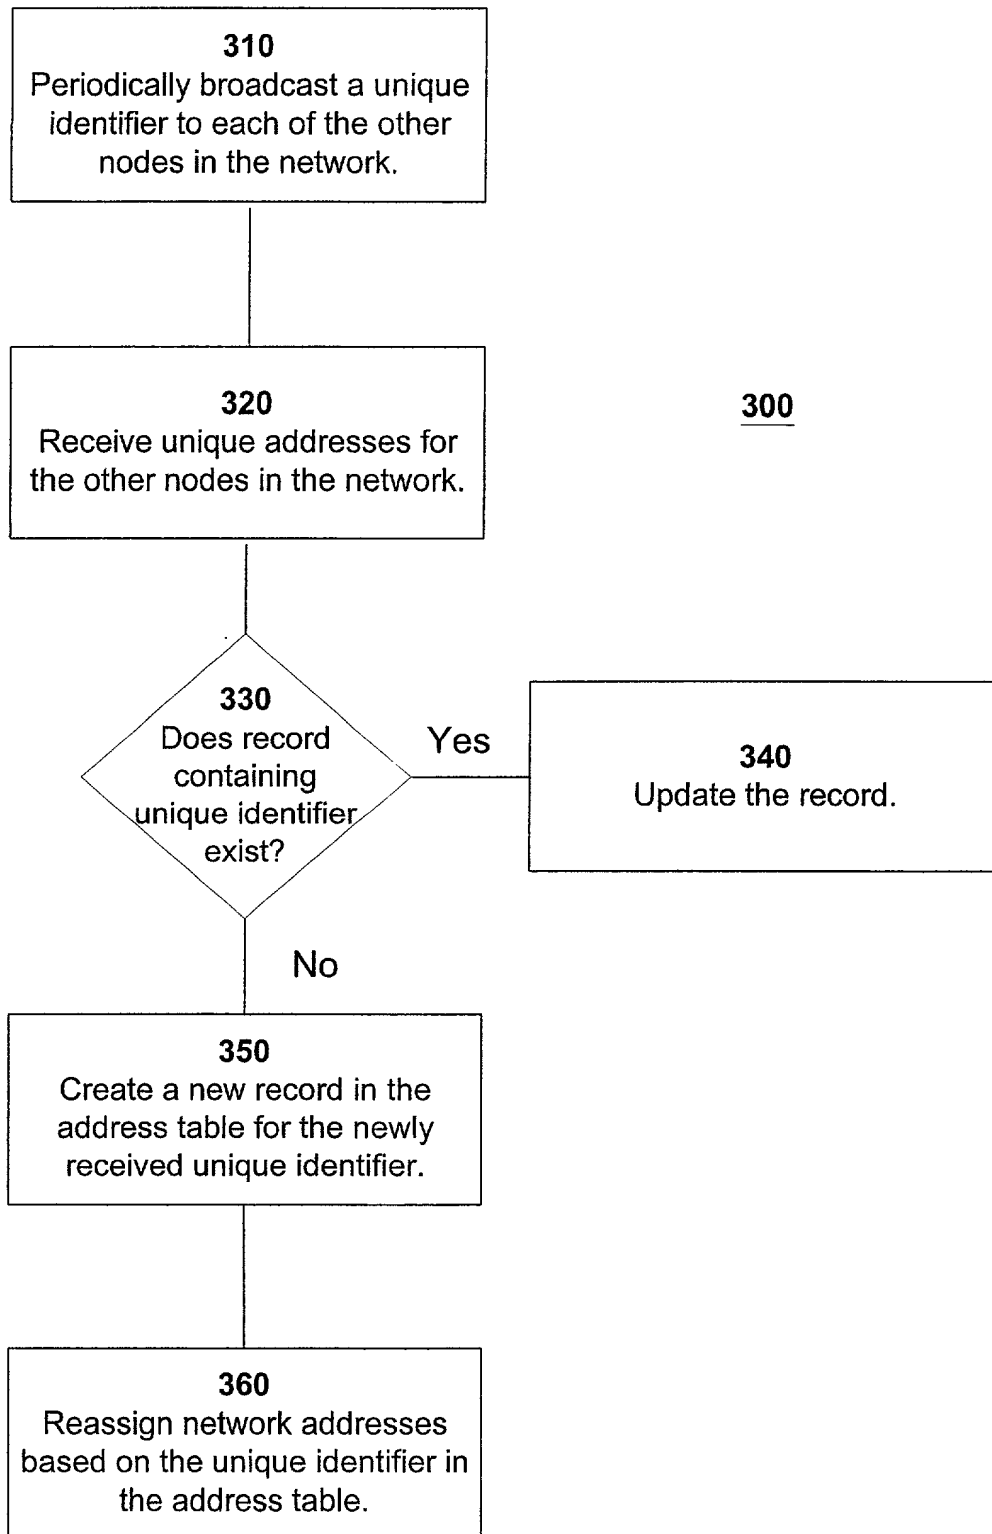 310
Periodically broadcast a unique
identifier to each of the other
nodes in the network.
320
Receive unique addresses for
the other nodes in the network.
300
330
Does record
containing
unique identifier
exist?
Yes
340
Update the record.
No
350
Create a new record in the
address table for the newly
received unique identifier.
360
Reassign network addresses
based on the unique identifier in
the address table.